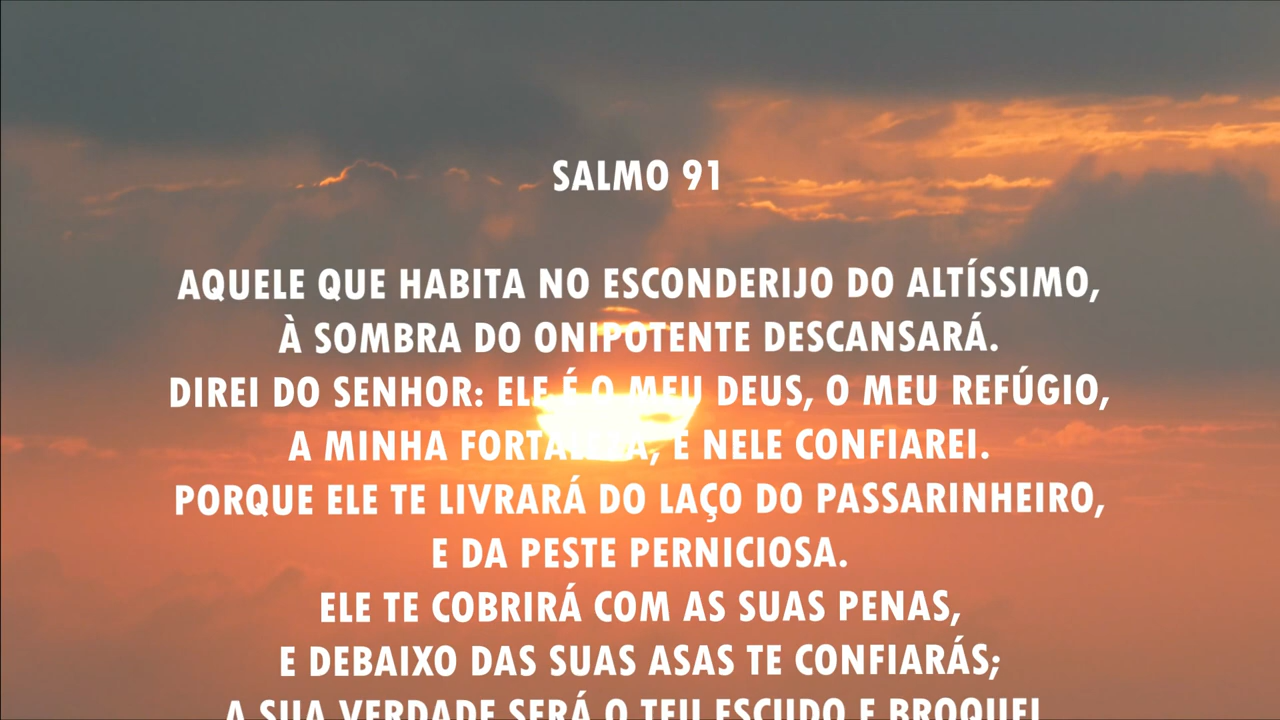 SALMO 91
AQUELE QUE HABITA NO ESCONDERIJO DO ALTÍSSIMO,
À SOMBRA DO ONIPOTENTE DESCANSARÁ.
DIREI DO SENHOR: ELE É O MEU DEUS, O MEU REFÚGIO,
A MINHA FORTALEZA, E NELE CONFIAREI.
PORQUE ELE TE LIVRARÁ DO LAÇO DO PASSARINHEIRO,
E DA PESTE PERNICIOSA.
ELE TE COBRIRÁ COM AS SUAS PENAS,
E DEBAIXO DAS SUAS ASAS TE CONFIARÁS;
A SUA VERDADE SERÁ O TEU ESCUDO E BROQUEL